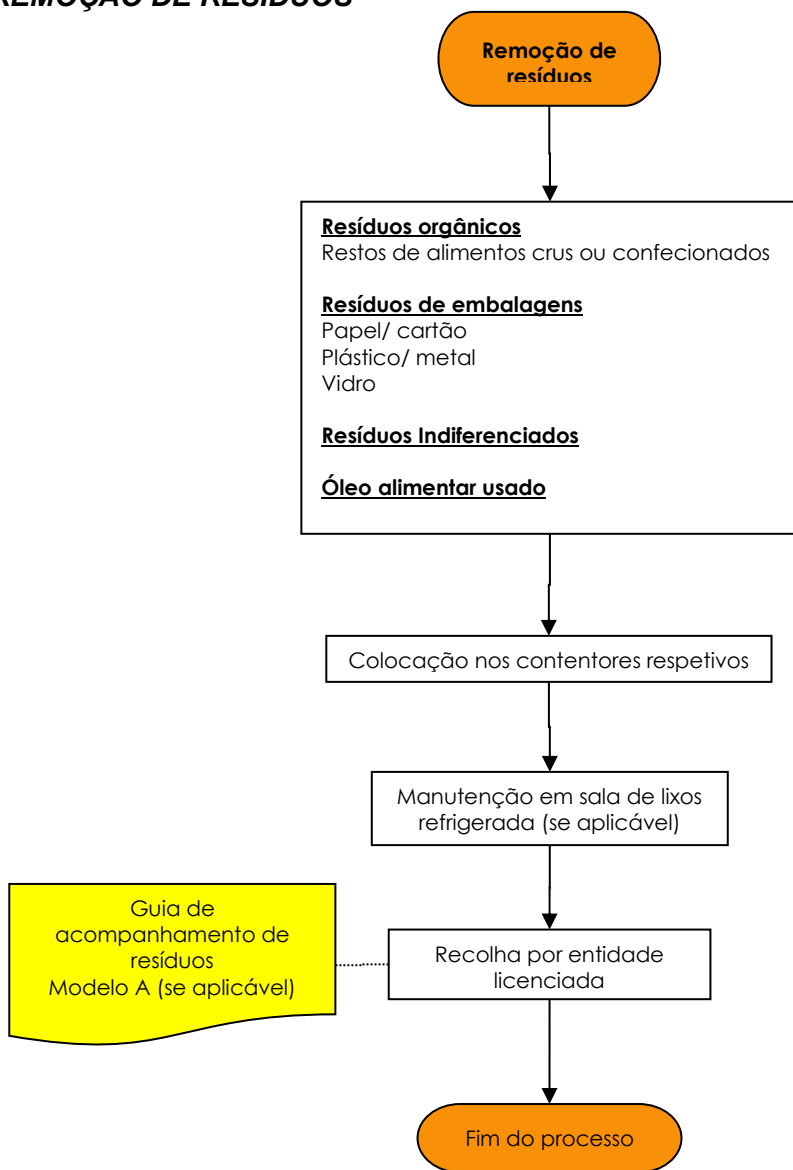 REMOÇÃO DE RESÍDUOS
Remoção de
resíduos
Resíduos orgânicos
Restos de alimentos crus ou confecionados
Resíduos de embalagens
Papel/ cartão
Plástico/ metal
Vidro
Resíduos Indiferenciados
Óleo alimentar usado
Colocação nos contentores respetivos
Manutenção em sala de lixos
refrigerada (se aplicável)
Guia de
acompanhamento de
resíduos
Modelo A (se aplicável)
Recolha por entidade
licenciada
Fim do processo